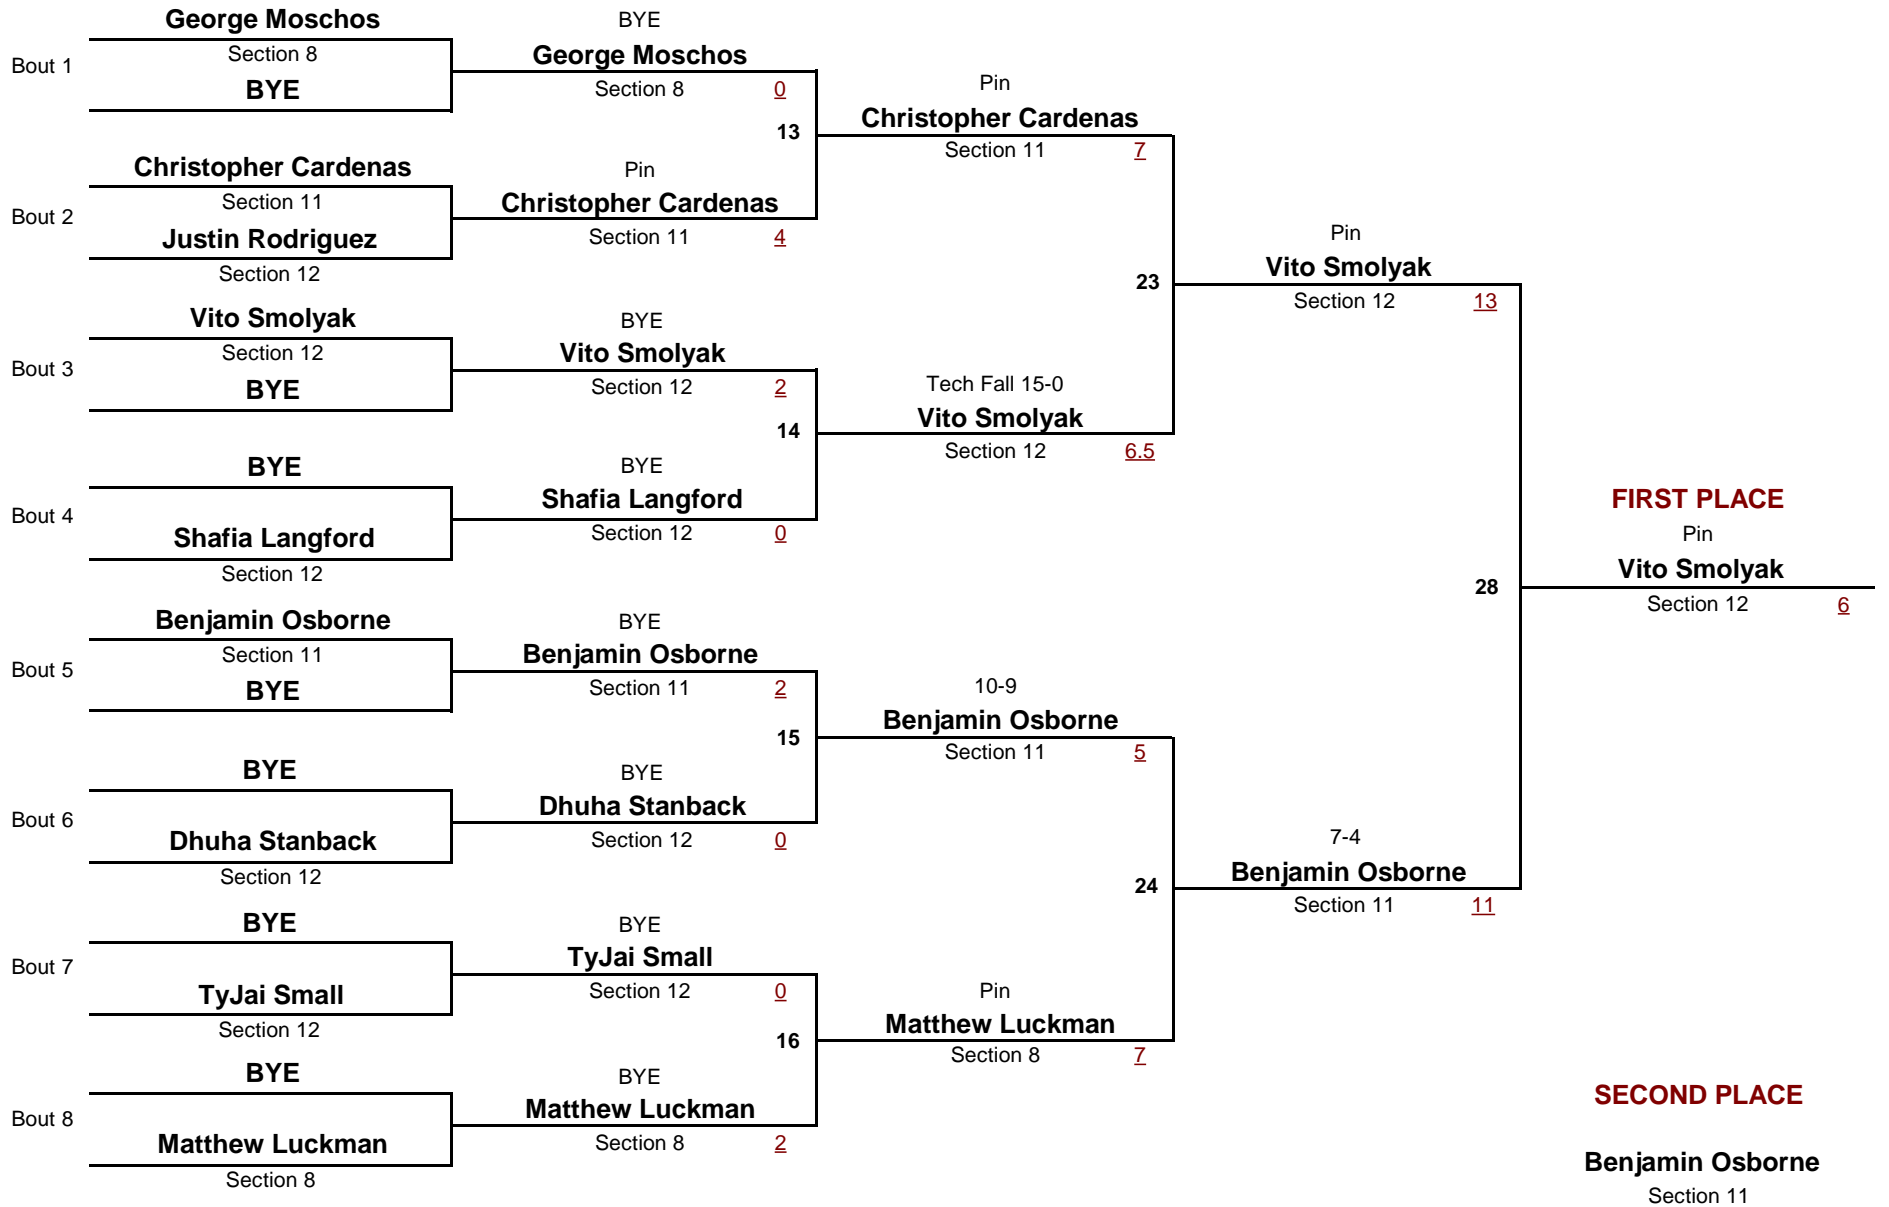 George Moschos
Bout 1
Section 8
BYE
BYE
George Moschos
Section 8 0
13
Christopher Cardenas
Bout 2
Section 11
Justin Rodriguez
Section 12
Pin
Christopher Cardenas
Section 11 4
Pin
Christopher Cardenas
Section 11 7
23
Vito Smolyak
Bout 3
Section 12
BYE
BYE
Vito Smolyak
Section 12 2
14
BYE
Bout 4
Shafia Langford
Section 12
BYE
Shafia Langford
Section 12 0
Tech Fall 15-0
Vito Smolyak
Section 12 6.5
Pin
Vito Smolyak
Section 12 13
28
Benjamin Osborne
Bout 5
Section 11
BYE
BYE
Benjamin Osborne
Section 11 2
15
BYE
Bout 6
Dhuha Stanback
Section 12
BYE
Dhuha Stanback
Section 12 0
10-9
Benjamin Osborne
Section 11 5
24
BYE
Bout 7
TyJai Small
Section 12
BYE
TyJai Small
Section 12 0
16
BYE
Bout 8
Matthew Luckman
Section 8
BYE
Matthew Luckman
Section 8 2
Pin
Matthew Luckman
Section 8 7
7-4
Benjamin Osborne
Section 11 11
FIRST PLACE
Pin
Vito Smolyak
Section 12 6
SECOND PLACE
Benjamin Osborne
Section 11